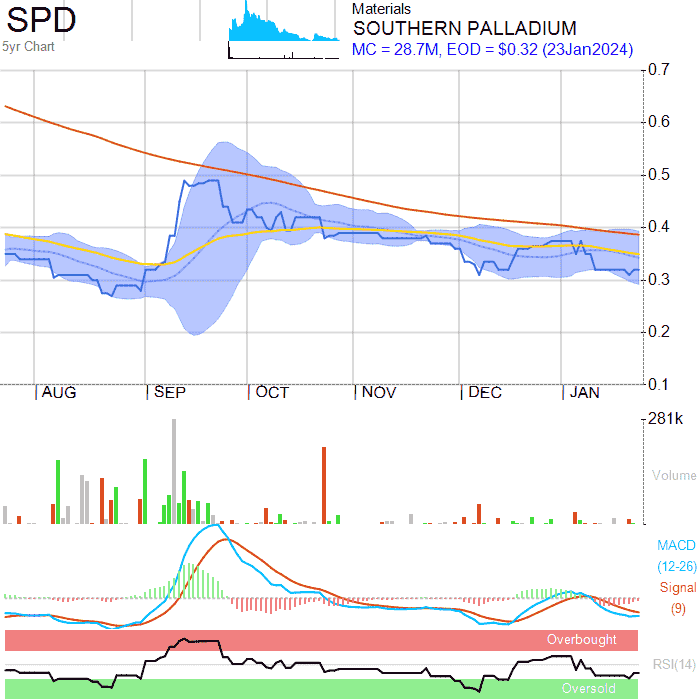 SPD
5yr Chart
Materials
SOUTHERN PALLADIUM
MC = 28.7M, EOD = $0.32 (23Jan2024)
0.7
0.6
0.5
0.4
0.3
0.2
0.1
AUG SEP OCT NOV DEC JAN
281k
Volume
MACD
(12-26)
Signal
(9)
Overbought
RSI(14)
Oversold